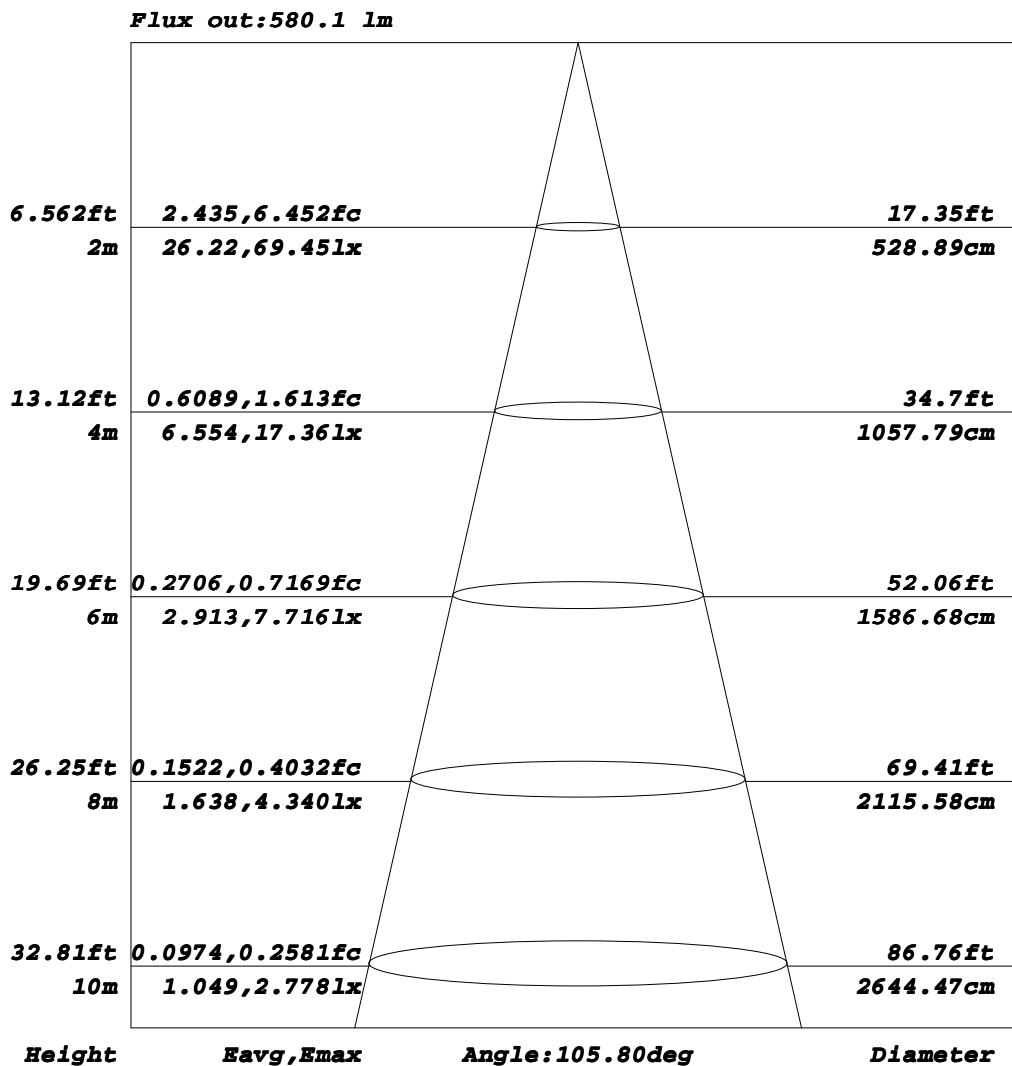 Flux out:580.1 lm
6.562ft 2.435,6.452fc 17.35ft
2m 26.22,69.45lx 528.89cm
13.12ft 0.6089,1.613fc 34.7ft
4m 6.554,17.36lx 1057.79cm
19.69ft 0.2706,0.7169fc 52.06ft
6m 2.913,7.716lx 1586.68cm
26.25ft 0.1522,0.4032fc 69.41ft
8m 1.638,4.340lx 2115.58cm
32.81ft 0.0974,0.2581fc 86.76ft
10m 1.049,2.778lx 2644.47cm
Height Eavg,Emax Angle:105.80deg Diameter